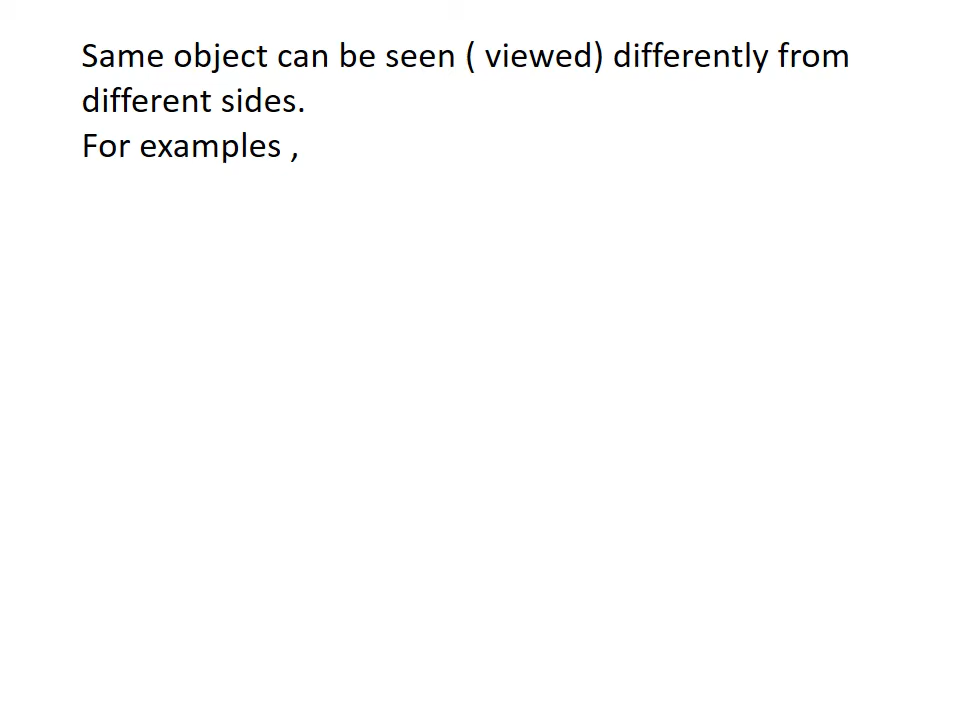 Same object can be seen ( viewed) differently from
different sides.
For examples ,